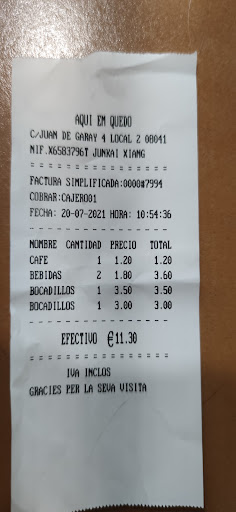 AQUI EM QUEDO
C/JUAN DE GARAY 4 LOCAL 2 08041
NIF.X6583796T JUNKAI XIANG
FACTURA SIMPLIFICADA:0000#7994
COBRAR:CAJERO01
FECHA: 20-07-2021 HORA: 10:54:36
NOMBRE CANTIDAD PRECIO TOTAL
CAFE 1 1.20 1.20
BEBIDAS 2 1.80 3.60
BOCADILLOS 1 3.50 3.50
BOCADILLOS 1 3.00 3.00
EFECTIVO €11.30
IVA INCLOS
GRACIES PER LA SEVA VISITA